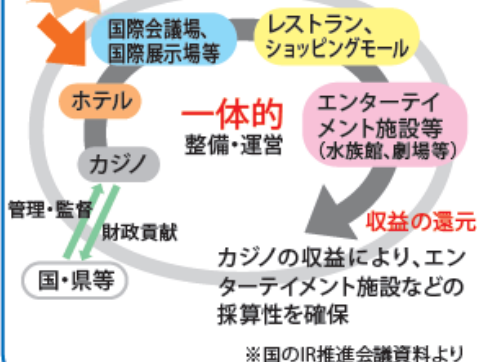 国際会議場、
国際展示場等
レストラン、
ショッピングモール
ホテル
一体的
整備・運営
エンターテイ
メント施設等
（水族館、劇場等）
カジノ
管理・監督
財政貢献
収益の還元
国・県等
カジノの収益により、エン
ターテイメント施設などの
採算性を確保
※国のIR推進会議資料より